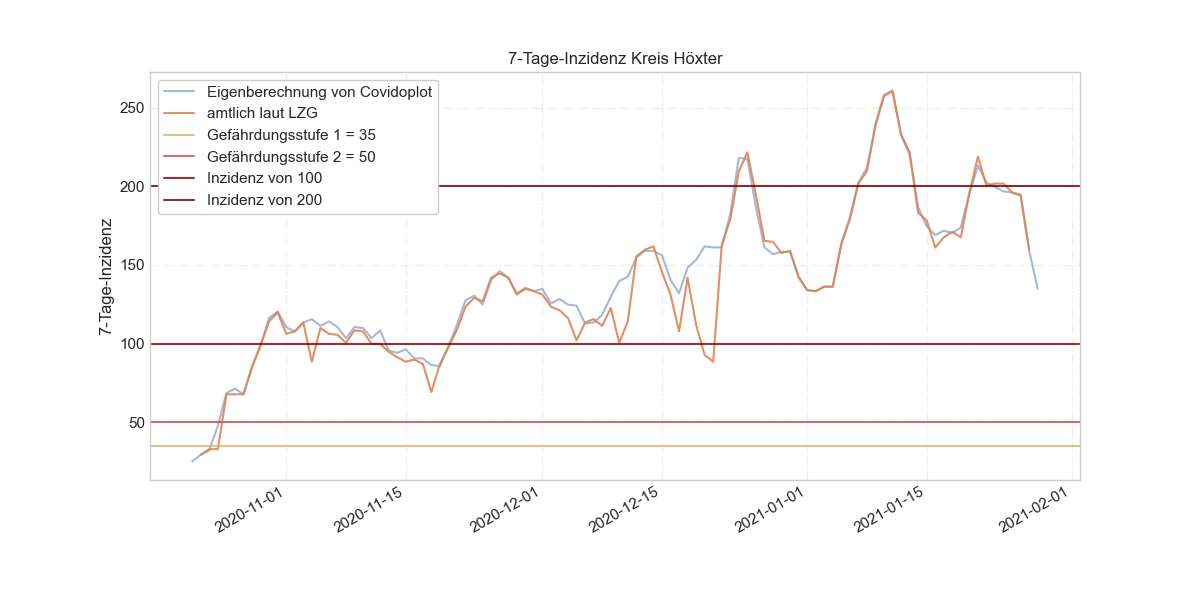 7-Tage-Inzidenz Kreis Höxter
Eigenberechnung von Covidoplot
amtlich laut LZG
Gefährdungsstufe 1 = 35
Gefährdungsstufe 2 = 50
Inzidenz von 100
Inzidenz von 200
7-Tage-Inzidenz
250
200
150
100
50
2020-11-01
2020-11-15
2020-12-01
2020-12-15
2021-01-01
2021-01-15
2021-02-01